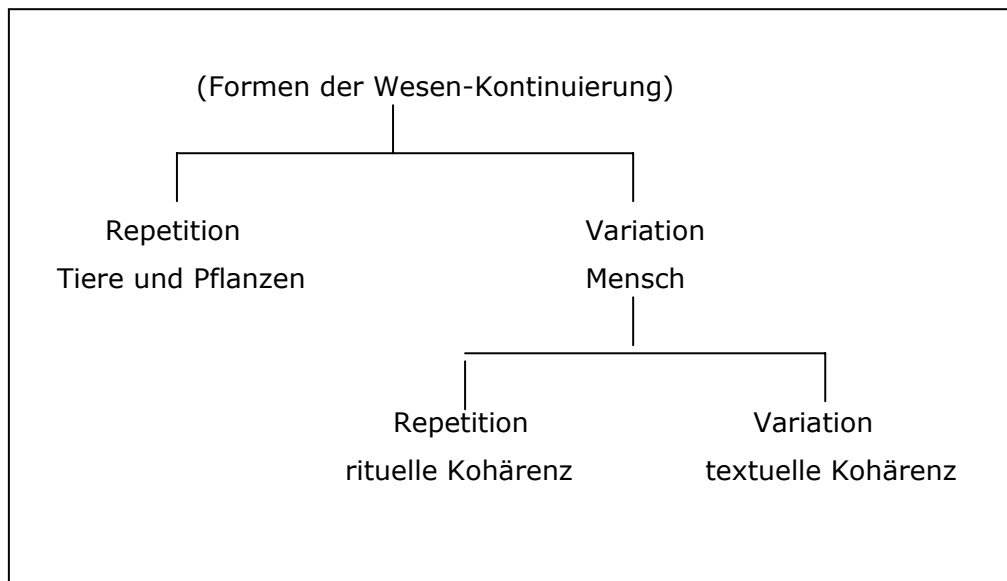 (Formen der Wesen-Kontinuierung)
Repetition Variation
Tiere und Pflanzen Mensch
Repetition Variation
rituelle Kohärenz textuelle Kohärenz